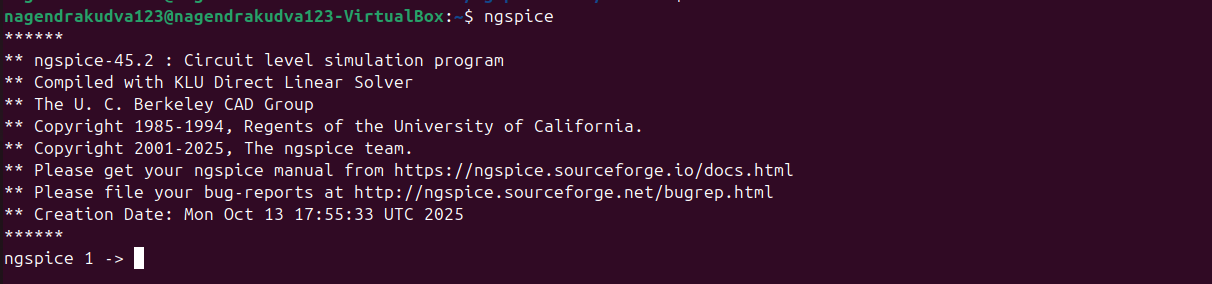 nagendrakudva123@nagendrakudva123-VirtualBox:~$ ngspice
******
** ngspice-45.2 : Circuit level simulation program
** Compiled with KLU Direct Linear Solver
** The U. C. Berkeley CAD Group
** Copyright 1985-1994, Regents of the University of California.
** Copyright 2001-2025, The ngspice team.
** Please get your ngspice manual from https://ngspice.sourceforge.io/docs.html
** Please file your bug-reports at http://ngspice.sourceforge.net/bugrep.html
** Creation Date: Mon Oct 13 17:55:33 UTC 2025
******
ngspice 1 ->